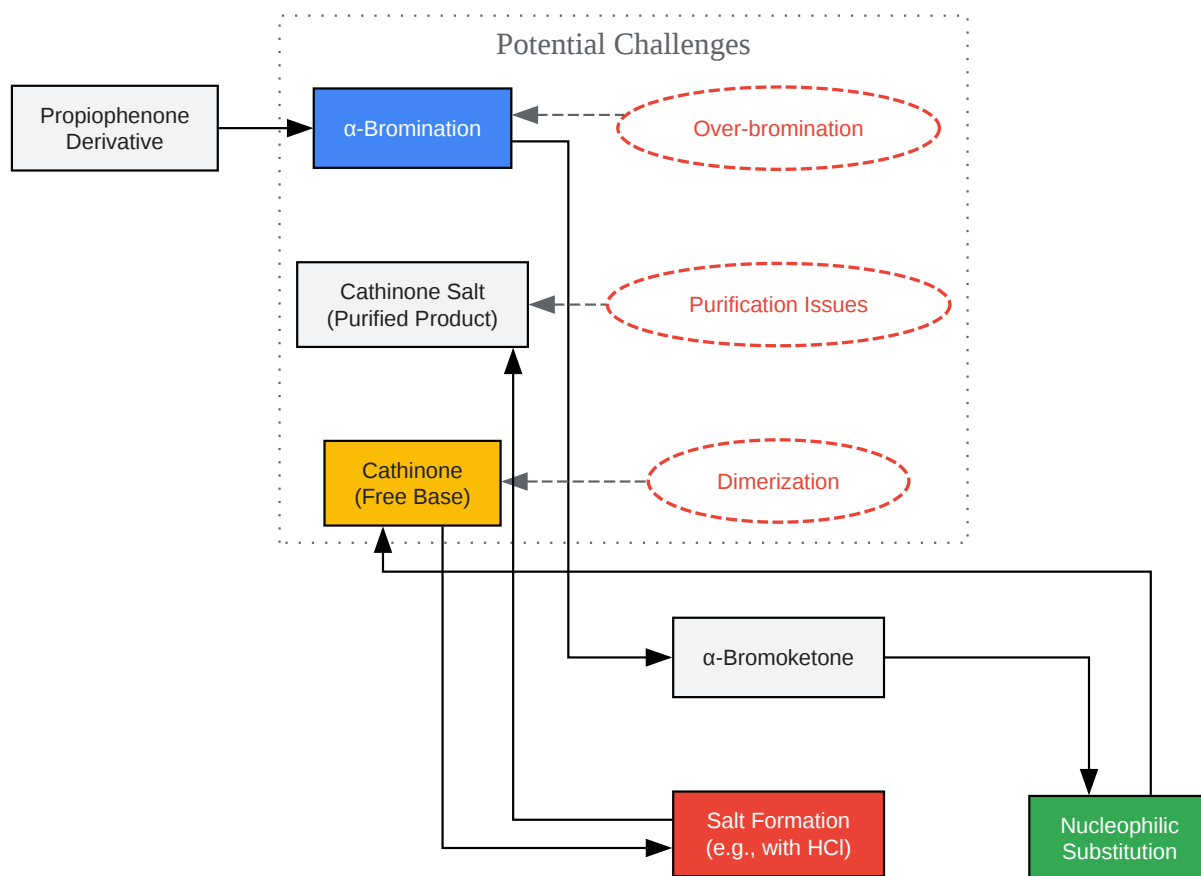 Potential Challenges
Propiophenone
Derivative
α-Bromination
Over-bromination
Cathinone Salt
(Purified Product)
Purification Issues
Cathinone
(Free Base)
Dimerization
α-Bromoketone
Salt Formation
(e.g., with HCl)
Nucleophilic
Substitution